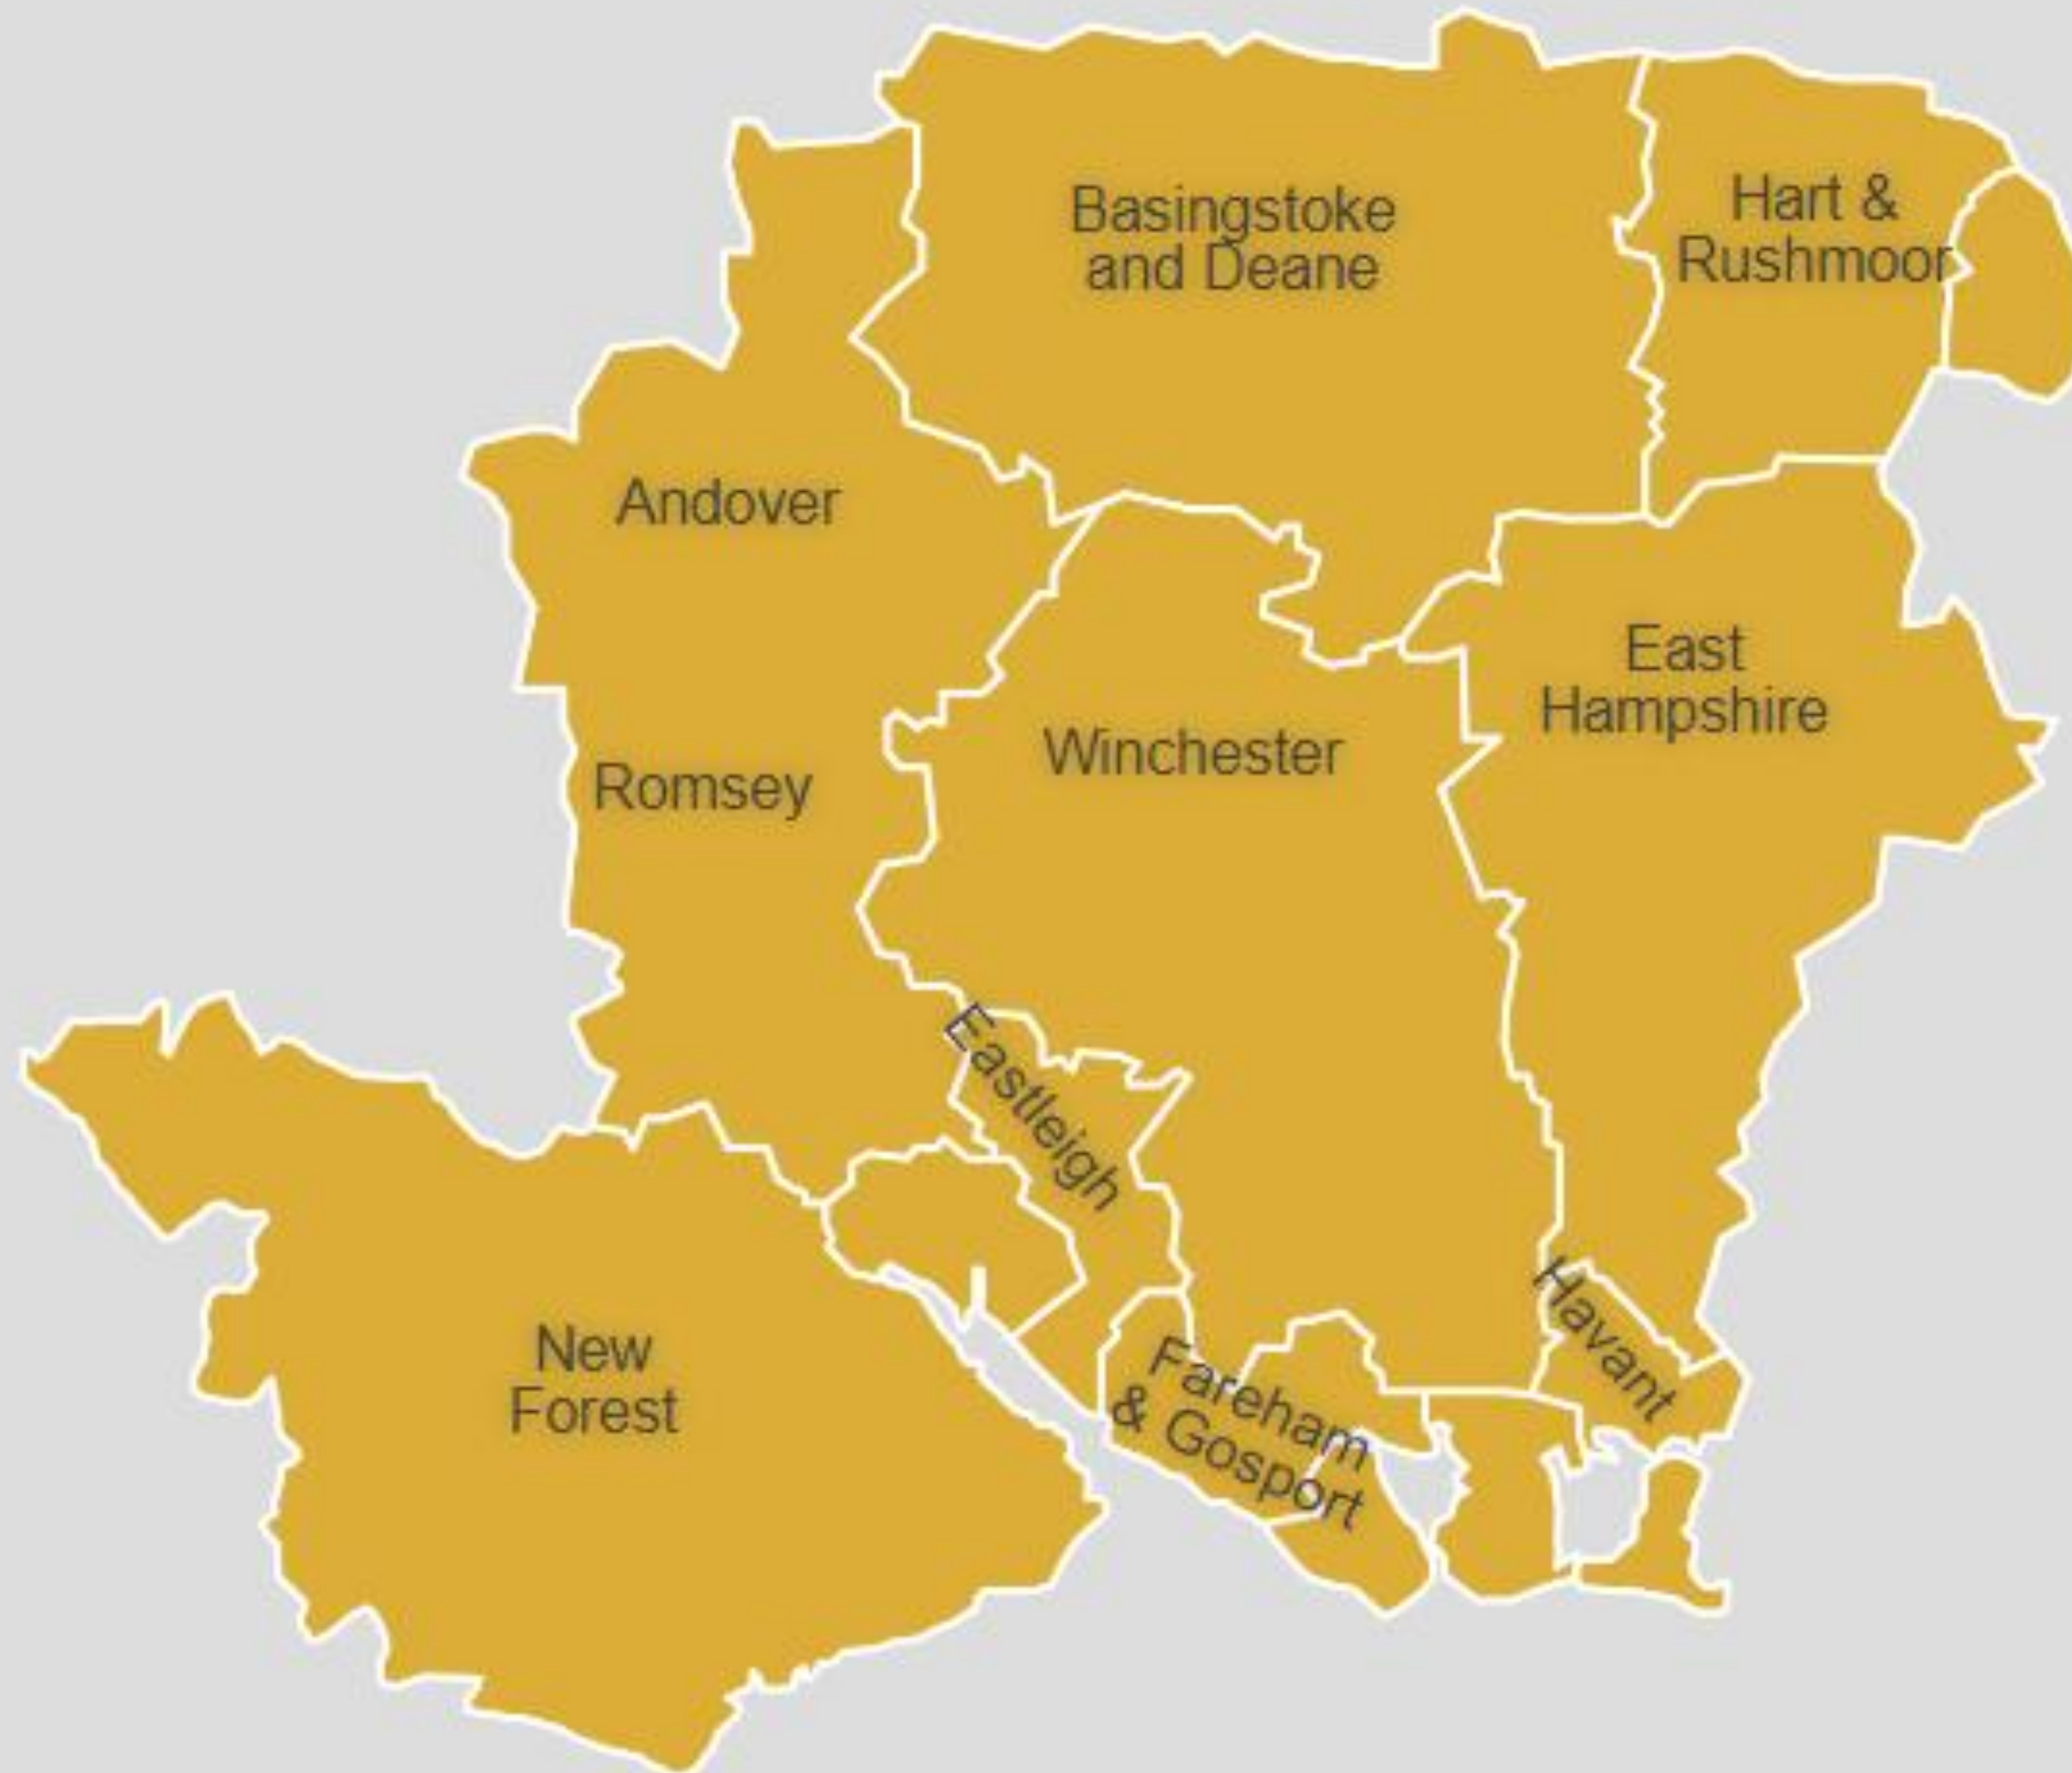 Basingstoke
and Deane
Hart &
Rushmoor
Andover
East
Hampshire
Winchester
Romsey
Eastleigh
Havant
New
Forest
Fareham
& Gosport